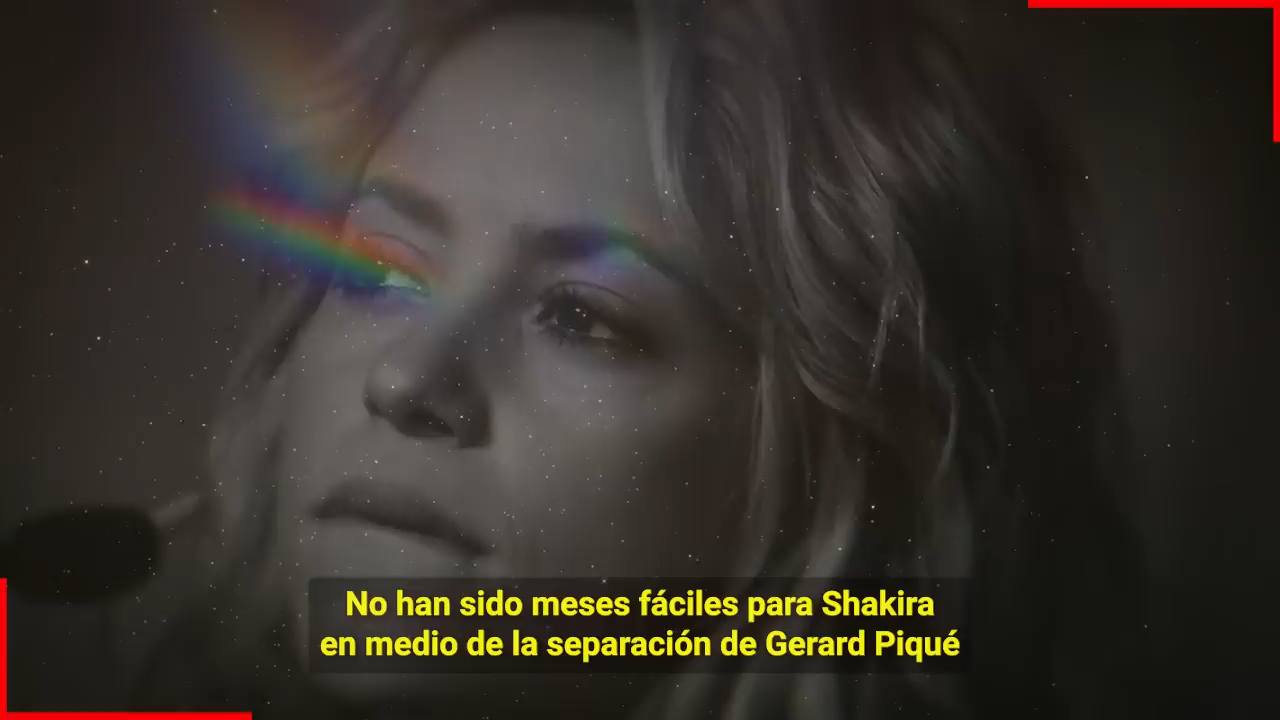 No han sido meses fáciles para Shakira
en medio de la separación de Gerard Piqué